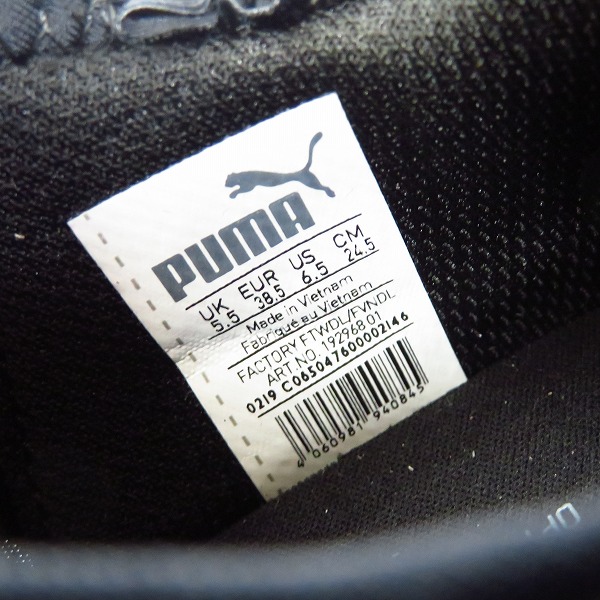 PUMA
UK EUR US CM
5.5 38.5 6.5 24.5
Made in Vietnam
Fabriqué au Vietnam
FACTORY FTWDL/FVNDL
ART.NO. 192968 01
0219 C065047600002146
4 060981 940845